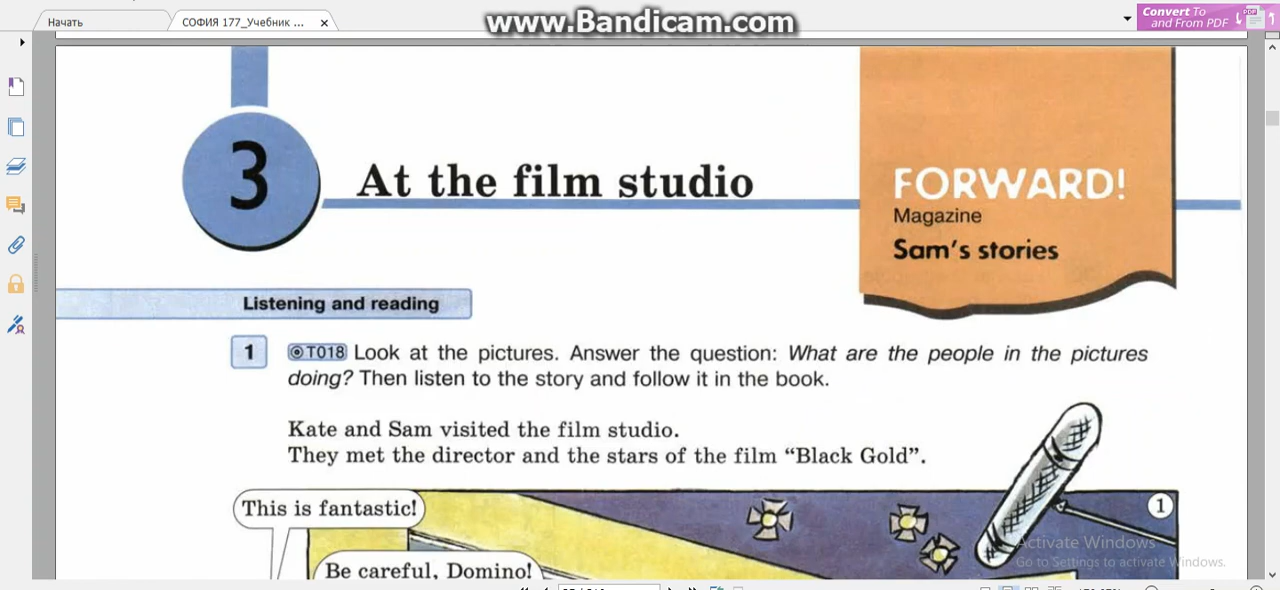 www.Bandicam.com
Начать
СОФИЯ 177_Учебник ...
Convert To
and From PDF
3
At the film studio
FORWARD!
Magazine
Sam's stories
Listening and reading
1
T018 Look at the pictures. Answer the question: What are the people in the pictures
doing? Then listen to the story and follow it in the book.
Kate and Sam visited the film studio.
They met the director and the stars of the film “Black Gold”.
This is fantastic!
1
Be careful, Domino!
Activate Windows
Go to Settings to activate Windows.